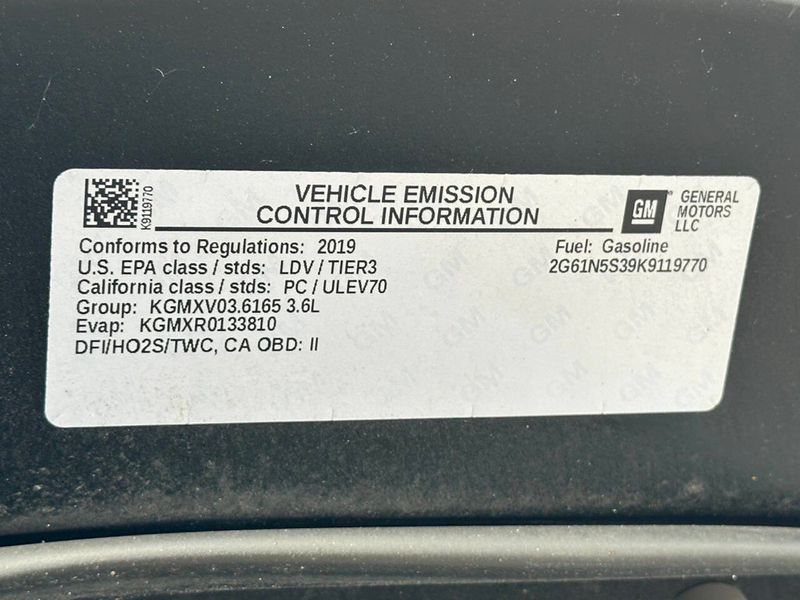 K9119770
VEHICLE EMISSION
CONTROL INFORMATION
GM
GENERAL
MOTORS
LLC
Conforms to Regulations: 2019
Fuel: Gasoline
U.S. EPA class / stds: LDV / TIER3
2G61N5S39K9119770
California class / stds: PC / ULEV70
Group: KGMXV03.6165 3.6L
Evap: KGMXR0133810
DFI/HO2S/TWC, CA OBD: II